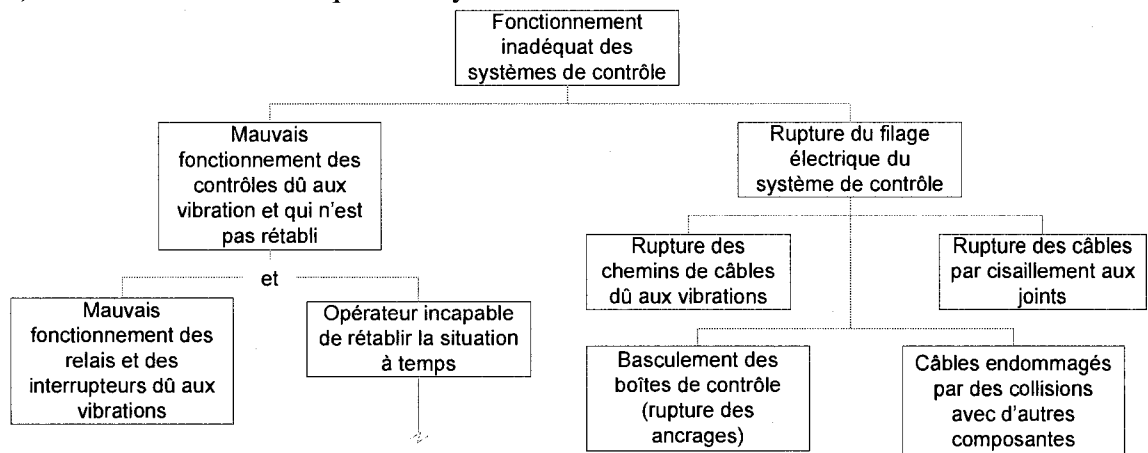 Fonctionnement
inadéquat des
systèmes de contrôle
Mauvais
fonctionnement des
contrôles dû aux
vibration et qui n'est
pas rétabli
Rupture du filage
électrique du
système de contrôle
et
Mauvais
fonctionnement des
relais et des
interrupteurs dû aux
vibrations
Opérateur incapable
de rétablir la situation
à temps
Rupture des
chemins de câbles
dû aux vibrations
Rupture des câbles
par cisaillement aux
joints
Basculement des
boîtes de contrôle
(rupture des
ancrages)
Câbles endommagés
par des collisions
avec d'autres
composantes